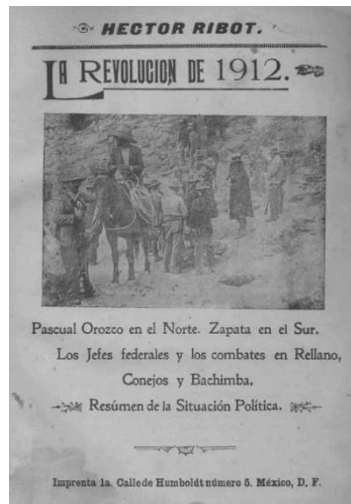 HECTOR RIBOT.
LA REVOLUCION DE 1912.
Pascual Orozco en el Norte. Zapata en el Sur.
Los Jefes federales y los combates en Rellano,
Conejos y Bachimba.
Resúmen de la Situación Política.
Imprenta 1a. Calle de Humboldt número 5. México, D. F.